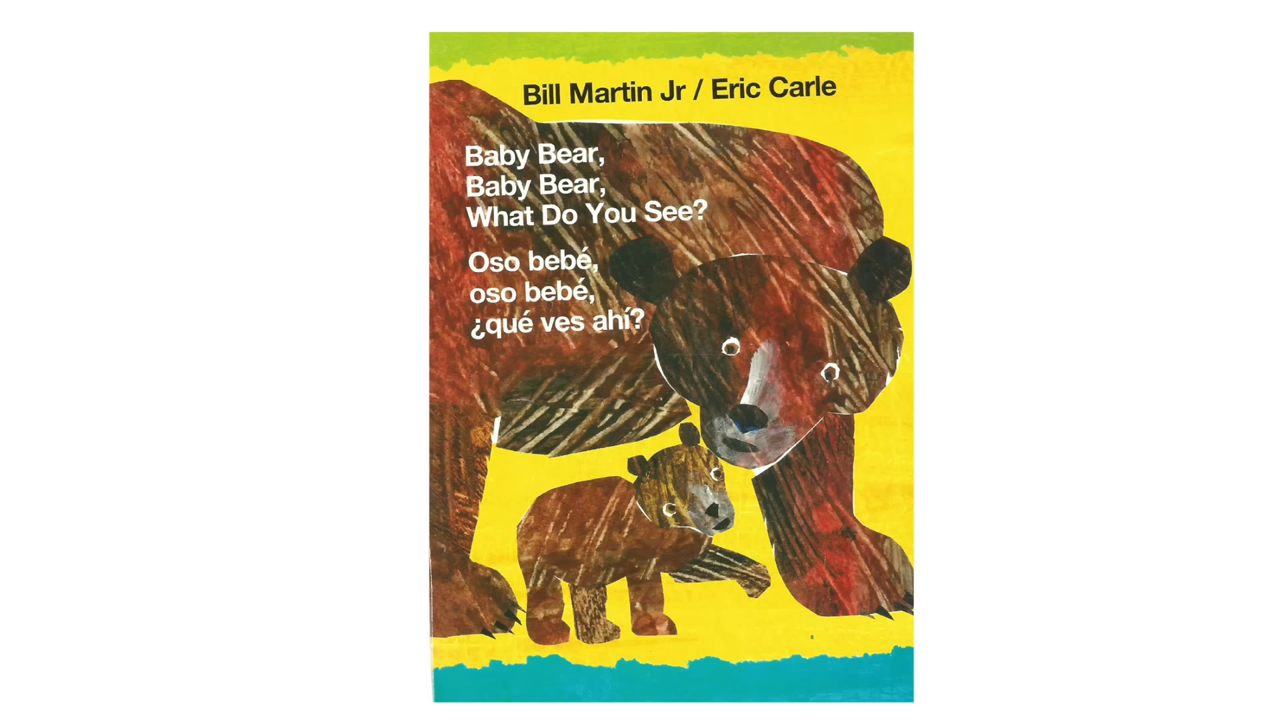 Bill Martin Jr / Eric Carle
Baby Bear,
Baby Bear,
What Do You See?
Oso bebé,
oso bebé,
¿qué ves ahí?